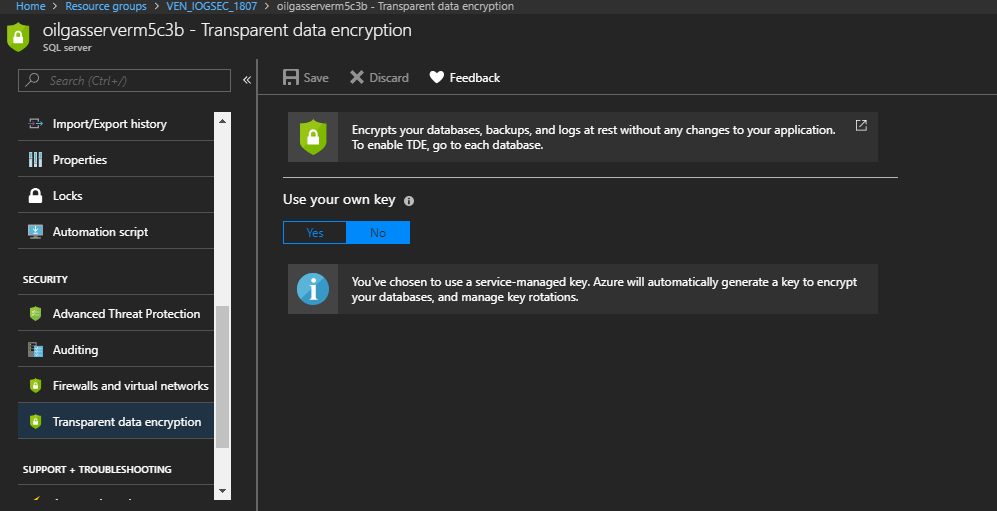 Home > Resource groups > VEN_IOGSEC_1807 > oilgasserverm5c3b - Transparent data encryption
oilgasserverm5c3b - Transparent data encryption
SQL server
Search (Ctrl+/)
«
Import/Export history
Properties
Locks
Automation script
SECURITY
Advanced Threat Protection
Auditing
Firewalls and virtual networks
Transparent data encryption
SUPPORT + TROUBLESHOOTING
Save
Discard
Feedback
Encrypts your databases, backups, and logs at rest without any changes to your application.
To enable TDE, go to each database.
Use your own key
Yes
No
You've chosen to use a service-managed key. Azure will automatically generate a key to encrypt
your databases, and manage key rotations.